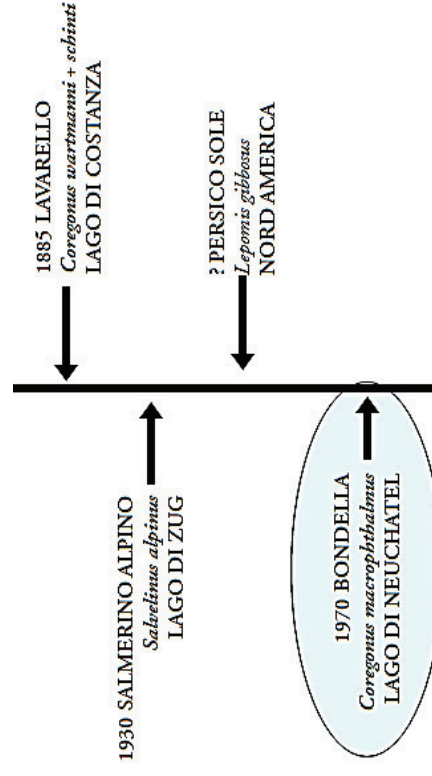 1885 LAVARELLO
Coregonus wartmanni + schinti
LAGO DI COSTANZA
1930 SALMERINO ALPINO
Salvelinus alpinus
LAGO DI ZUG
? PERSICO SOLE
Lepomis gibbosus
NORD AMERICA
1970 BONDELLA
Coregonus macrophthalmus
LAGO DI NEUCHATEL